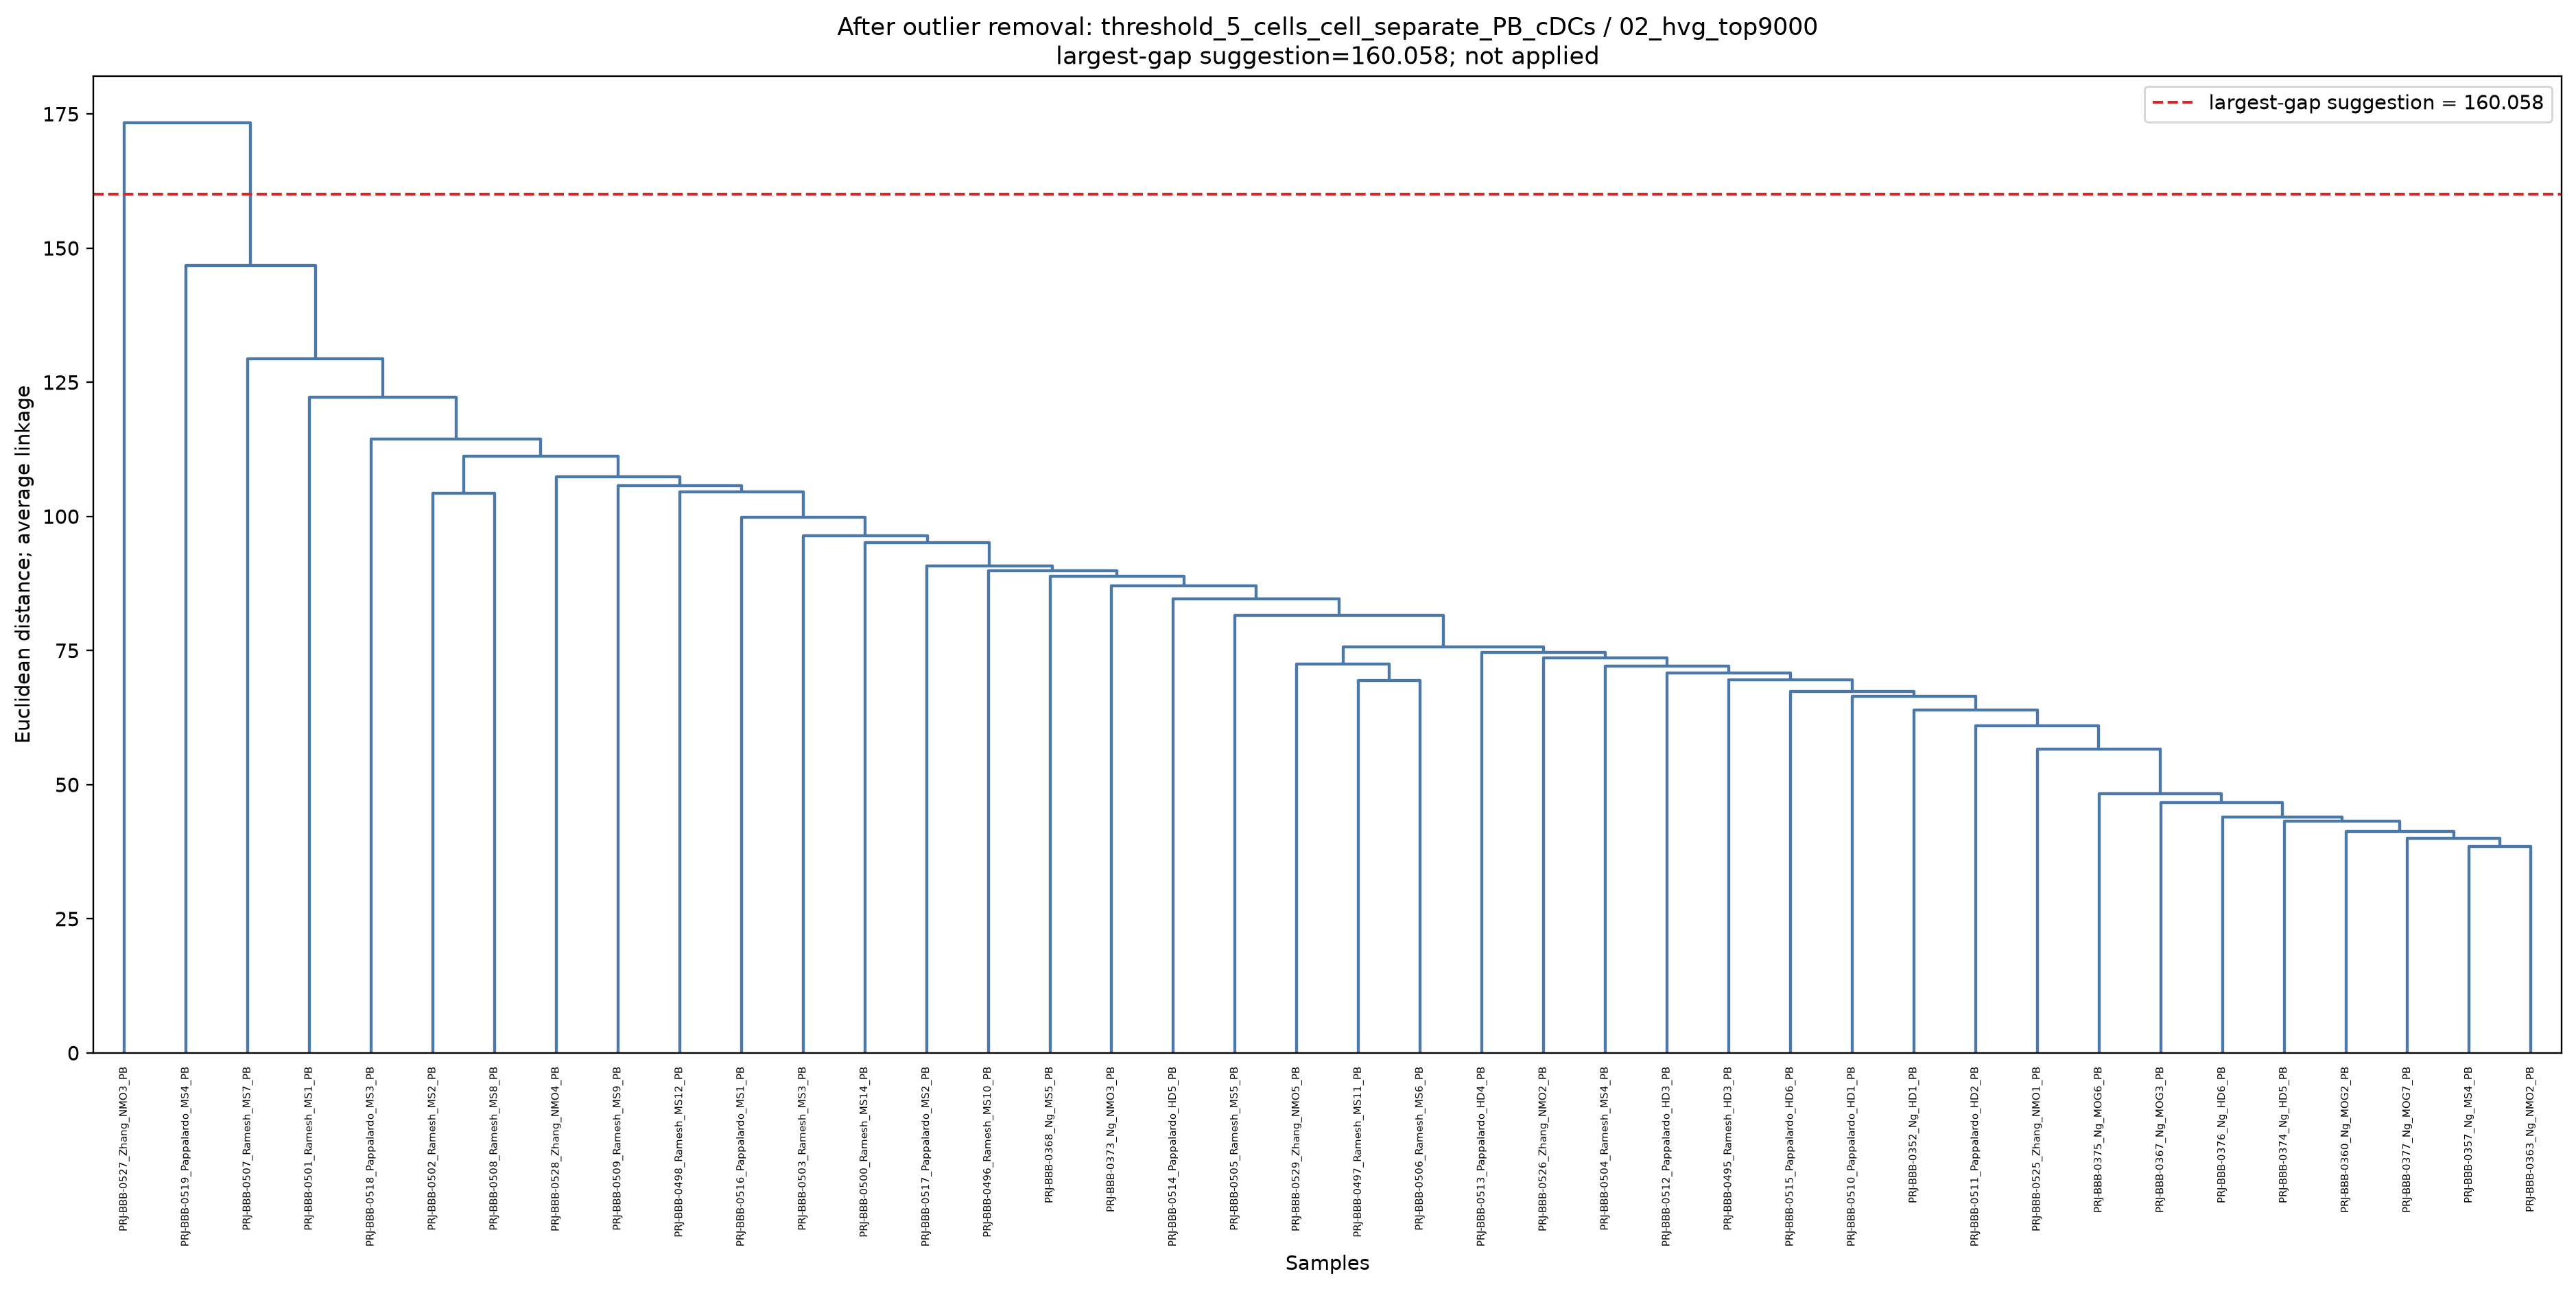 After outlier removal: threshold_5_cells_cell_separate_PB_cDCs / 02_hvg_top9000
largest-gap suggestion=160.058; not applied
largest-gap suggestion = 160.058
Euclidean distance; average linkage
175
150
125
100
75
50
25
0
PRJ-BBB-0527_Zhang_NMO3_PB
PRJ-BBB-0519_Pappalardo_MS4_PB
PRJ-BBB-0507_Ramesh_MS7_PB
PRJ-BBB-0501_Ramesh_MS1_PB
PRJ-BBB-0518_Pappalardo_MS3_PB
PRJ-BBB-0502_Ramesh_MS2_PB
PRJ-BBB-0508_Ramesh_MS8_PB
PRJ-BBB-0528_Zhang_NMO4_PB
PRJ-BBB-0509_Ramesh_MS9_PB
PRJ-BBB-0498_Ramesh_MS12_PB
PRJ-BBB-0516_Pappalardo_MS1_PB
PRJ-BBB-0503_Ramesh_MS3_PB
PRJ-BBB-0500_Ramesh_MS14_PB
PRJ-BBB-0517_Pappalardo_MS2_PB
PRJ-BBB-0496_Ramesh_MS10_PB
PRJ-BBB-0368_Ng_MS5_PB
PRJ-BBB-0373_Ng_NMO3_PB
PRJ-BBB-0514_Pappalardo_HD5_PB
PRJ-BBB-0505_Ramesh_MS5_PB
PRJ-BBB-0529_Zhang_NMO5_PB
PRJ-BBB-0497_Ramesh_MS11_PB
PRJ-BBB-0506_Ramesh_MS6_PB
PRJ-BBB-0513_Pappalardo_HD4_PB
PRJ-BBB-0526_Zhang_NMO2_PB
PRJ-BBB-0504_Ramesh_MS4_PB
PRJ-BBB-0512_Pappalardo_HD3_PB
PRJ-BBB-0495_Ramesh_HD3_PB
PRJ-BBB-0515_Pappalardo_HD6_PB
PRJ-BBB-0510_Pappalardo_HD1_PB
PRJ-BBB-0352_Ng_HD1_PB
PRJ-BBB-0511_Pappalardo_HD2_PB
PRJ-BBB-0525_Zhang_NMO1_PB
PRJ-BBB-0375_Ng_MOG6_PB
PRJ-BBB-0367_Ng_MOG3_PB
PRJ-BBB-0376_Ng_HD6_PB
PRJ-BBB-0374_Ng_HD5_PB
PRJ-BBB-0360_Ng_MOG2_PB
PRJ-BBB-0377_Ng_MOG7_PB
PRJ-BBB-0357_Ng_MS4_PB
PRJ-BBB-0363_Ng_NMO2_PB
Samples